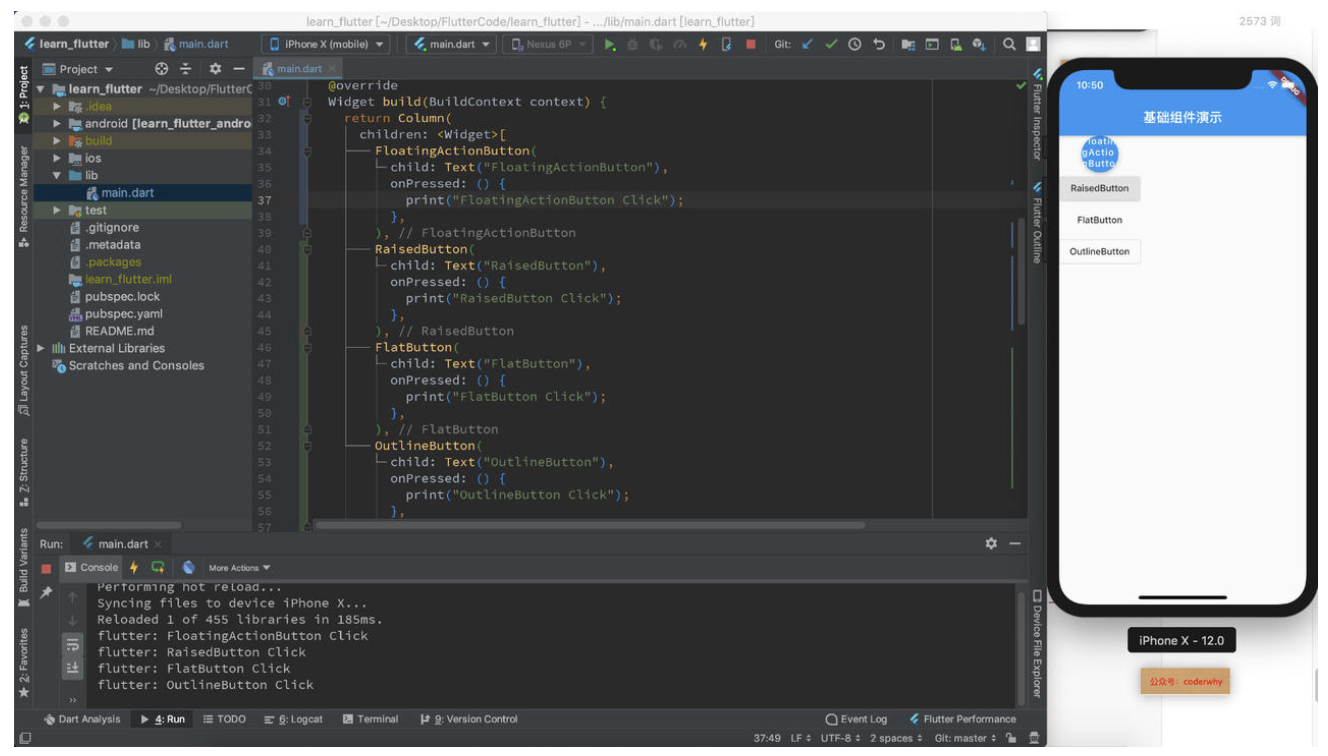 learn_flutter [~/Desktop/FlutterCode/learn_flutter] - .../lib/main.dart [learn_flutter]
2573 词
learn_flutter lib main.dart iPhone X (mobile) main.dart Nexus 6P Git:
1: Project
Resource Manager
Layout Captures
Z: Structure
Build Variants
2: Favorites
Project
learn_flutter ~/Desktop/FlutterC
.idea
android [learn_flutter_andro
build
ios
lib
main.dart
test
.gitignore
.metadata
.packages
learn_flutter.iml
pubspec.lock
pubspec.yaml
README.md
External Libraries
Scratches and Consoles
main.dart
30 @override
31 Widget build(BuildContext context) {
32 return Column(
33 children: <Widget>[
34 FloatingActionButton(
35 child: Text("FloatingActionButton"),
36 onPressed: () {
37 print("FloatingActionButton Click");
38 },
39 ), // FloatingActionButton
40 RaisedButton(
41 child: Text("RaisedButton"),
42 onPressed: () {
43 print("RaisedButton Click");
44 },
45 ), // RaisedButton
46 FlatButton(
47 child: Text("FlatButton"),
48 onPressed: () {
49 print("FlatButton Click");
50 },
51 ), // FlatButton
52 OutlineButton(
53 child: Text("OutlineButton"),
54 onPressed: () {
55 print("OutlineButton Click");
56 },
57
Flutter Inspector
Flutter Outline
Device File Explorer
Run: main.dart
Console More Actions
Performing hot reload...
Syncing files to device iPhone X...
Reloaded 1 of 455 libraries in 185ms.
flutter: FloatingActionButton Click
flutter: RaisedButton Click
flutter: FlatButton Click
flutter: OutlineButton Click
Dart Analysis 4: Run TODO 6: Logcat Terminal 9: Version Control Event Log Flutter Performance
37:49 LF UTF-8 2 spaces Git: master
10:50
基础组件演示
loatin
gActio
nButto
RaisedButton
FlatButton
OutlineButton
iPhone X - 12.0
公众号: coderwhy